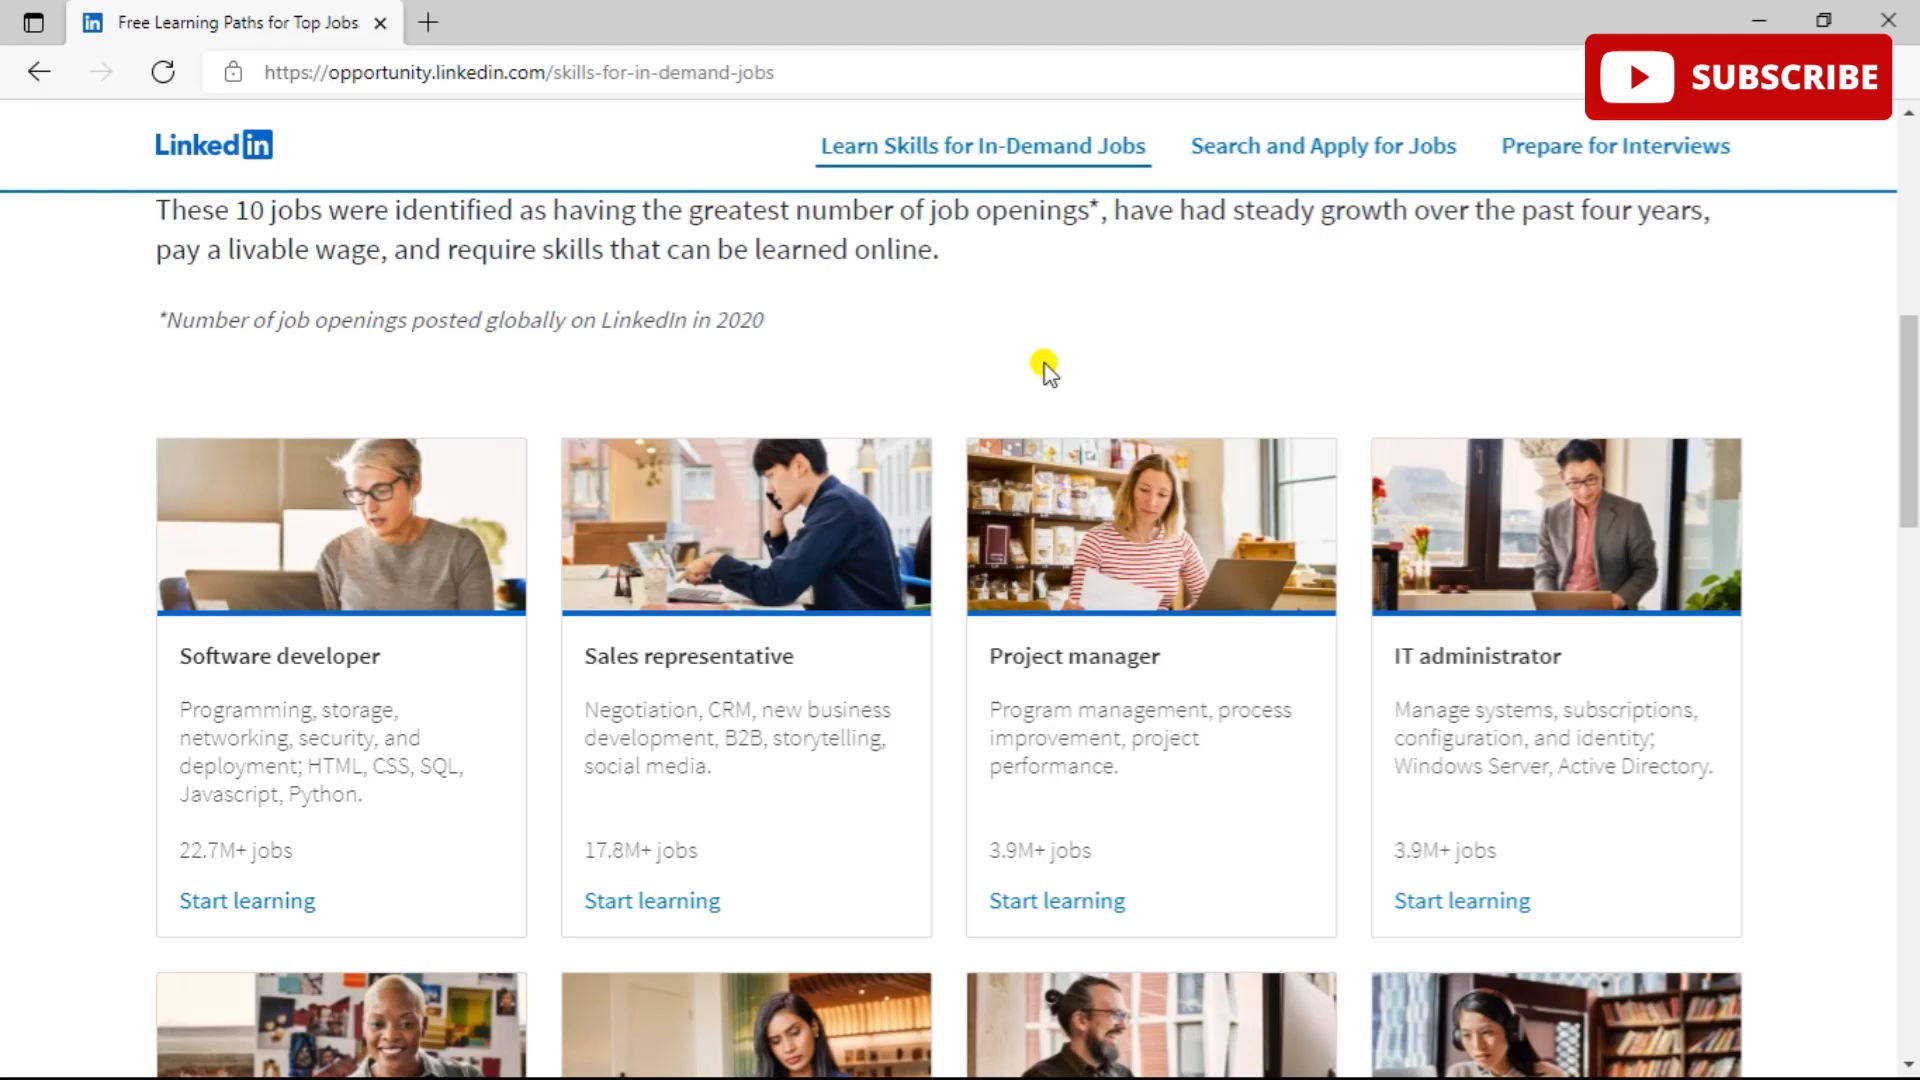 Free Learning Paths for Top Jobs
https://opportunity.linkedin.com/skills-for-in-demand-jobs
SUBSCRIBE
Linkedin
Learn Skills for In-Demand Jobs
Search and Apply for Jobs
Prepare for Interviews
These 10 jobs were identified as having the greatest number of job openings*, have had steady growth over the past four years,
pay a livable wage, and require skills that can be learned online.
*Number of job openings posted globally on LinkedIn in 2020
Software developer
Programming, storage,
networking, security, and
deployment; HTML, CSS, SQL,
Javascript, Python.
22.7M+ jobs
Start learning
Sales representative
Negotiation, CRM, new business
development, B2B, storytelling,
social media.
17.8M+ jobs
Start learning
Project manager
Program management, process
improvement, project
performance.
3.9M+ jobs
Start learning
IT administrator
Manage systems, subscriptions,
configuration, and identity;
Windows Server, Active Directory.
3.9M+ jobs
Start learning